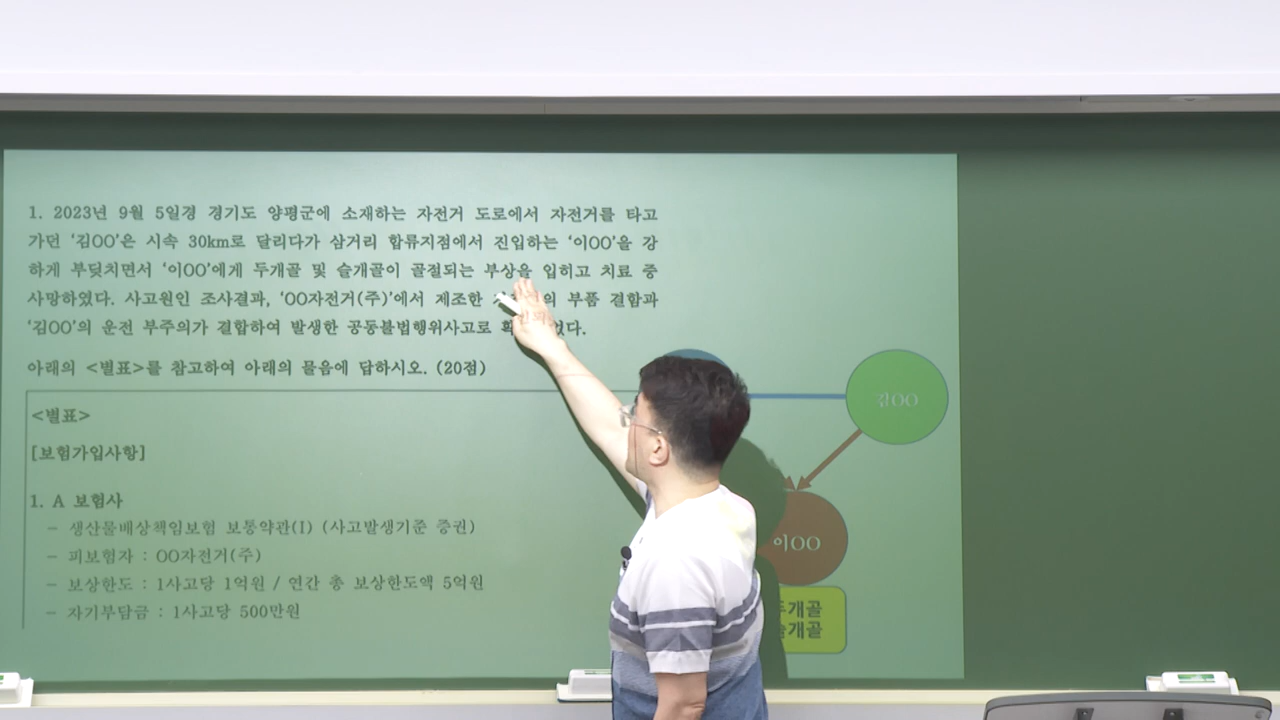 1. 2023년 9월 5일경 경기도 양평군에 소재하는 자전거 도로에서 자전거를 타고
가던 '김OO'은 시속 30km로 달리다가 삼거리 합류지점에서 진입하는 '이OO'을 강
하게 부딪치면서 '이OO'에게 두개골 및 슬개골이 골절되는 부상을 입히고 치료 중
사망하였다. 사고원인 조사결과, 'OO자전거(주)'에서 제조한 의 부품 결함과
'김OO'의 운전 부주의가 결합하여 발생한 공동불법행위사고로
아래의 <별표>를 참고하여 아래의 물음에 답하시오. (20점)
<별표>
[보험가입사항]
1. A 보험사
- 생산물배상책임보험 보통약관(I) (사고발생기준 증권)
- 피보험자 : OO자전거(주)
- 보상한도 : 1사고당 1억원 / 연간 총 보상한도액 5억원
- 자기부담금 : 1사고당 500만원
김OO
이OO
두개골
슬개골